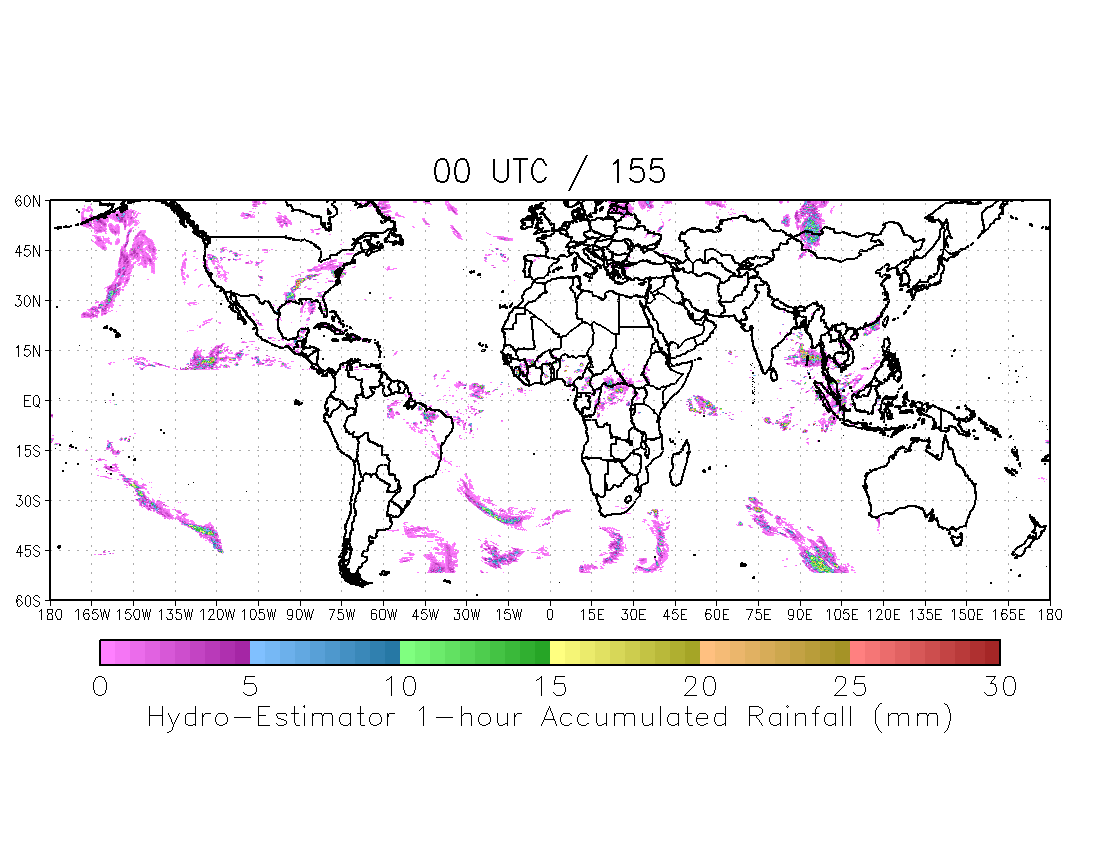 00 UTC / 155
60N
45N
30N
15N
EQ
15S
30S
45S
60S
180 165W 150W 135W 120W 105W 90W 75W 60W 45W 30W 15W 0 15E 30E 45E 60E 75E 90E 105E 120E 135E 150E 165E 180
0 5 10 15 20 25 30
Hydro-Estimator 1-hour Accumulated Rainfall (mm)